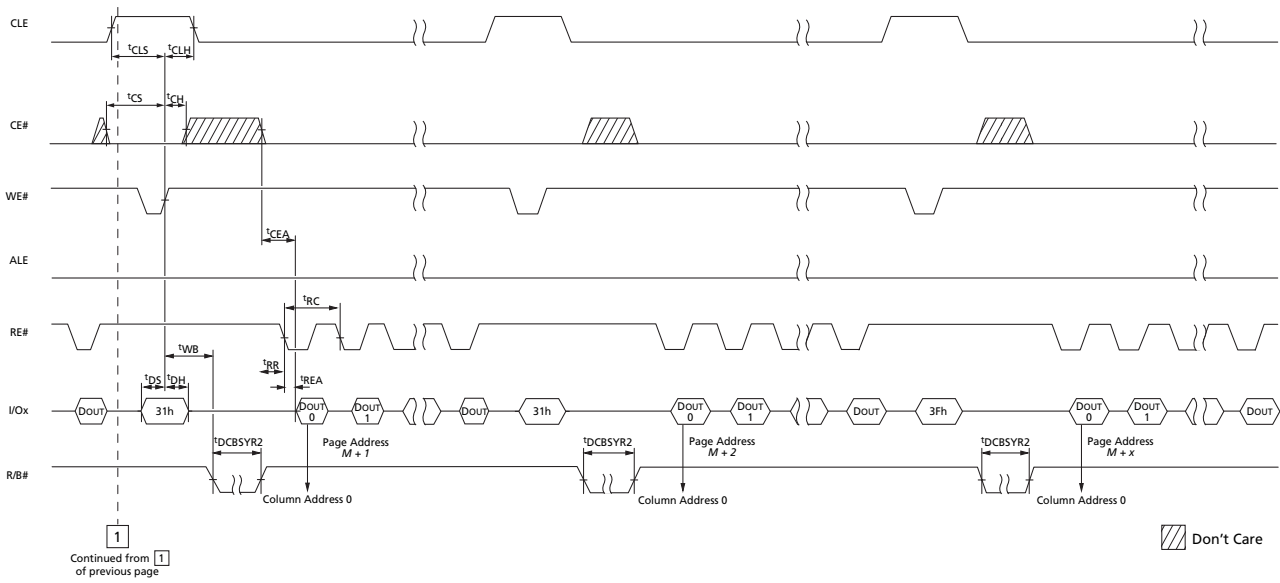 CLE
tCLS tCLH
tCS tCH
CE#
WE#
tCEA
ALE
tRC
RE#
tWB
tRR
tREA
tDS tDH
I/Ox
DOUT
31h
DOUT 0
DOUT 1
DOUT
31h
DOUT 0
DOUT 1
DOUT
3Fh
DOUT 0
DOUT 1
DOUT
tDCBSYR2
Page Address
M + 1
tDCBSYR2
Page Address
M + 2
tDCBSYR2
Page Address
M + x
R/B#
Column Address 0
Column Address 0
Column Address 0
1
Continued from 1
of previous page
Don't Care